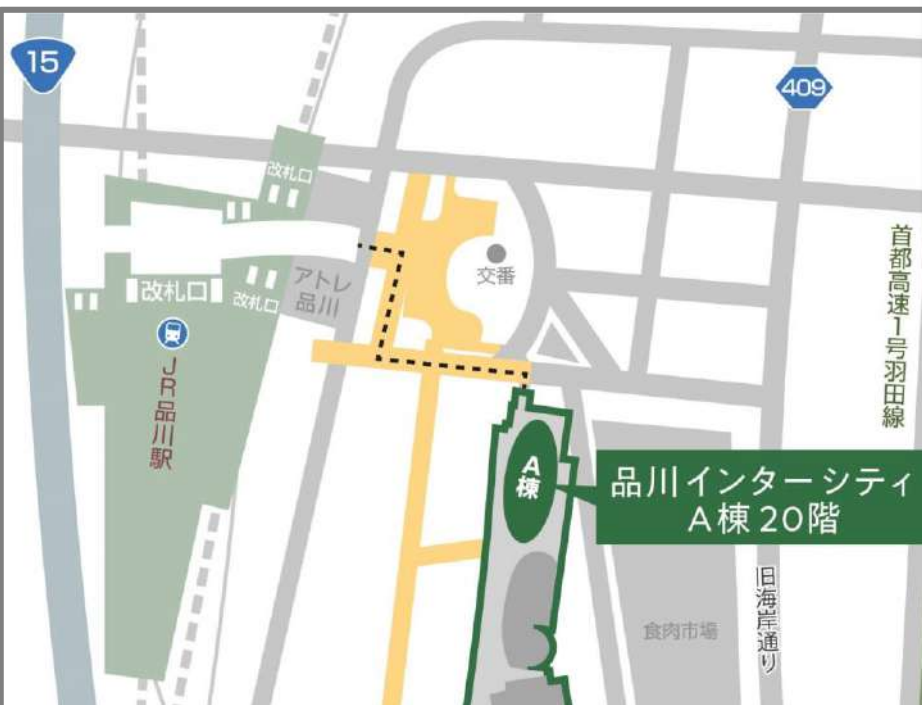 15
409
改札口
首都高速1号羽田線
交番
アトレ
品川
改札口
改札口
JR品川駅
A棟
品川インターシティ
A棟 20階
旧海岸通り
食肉市場